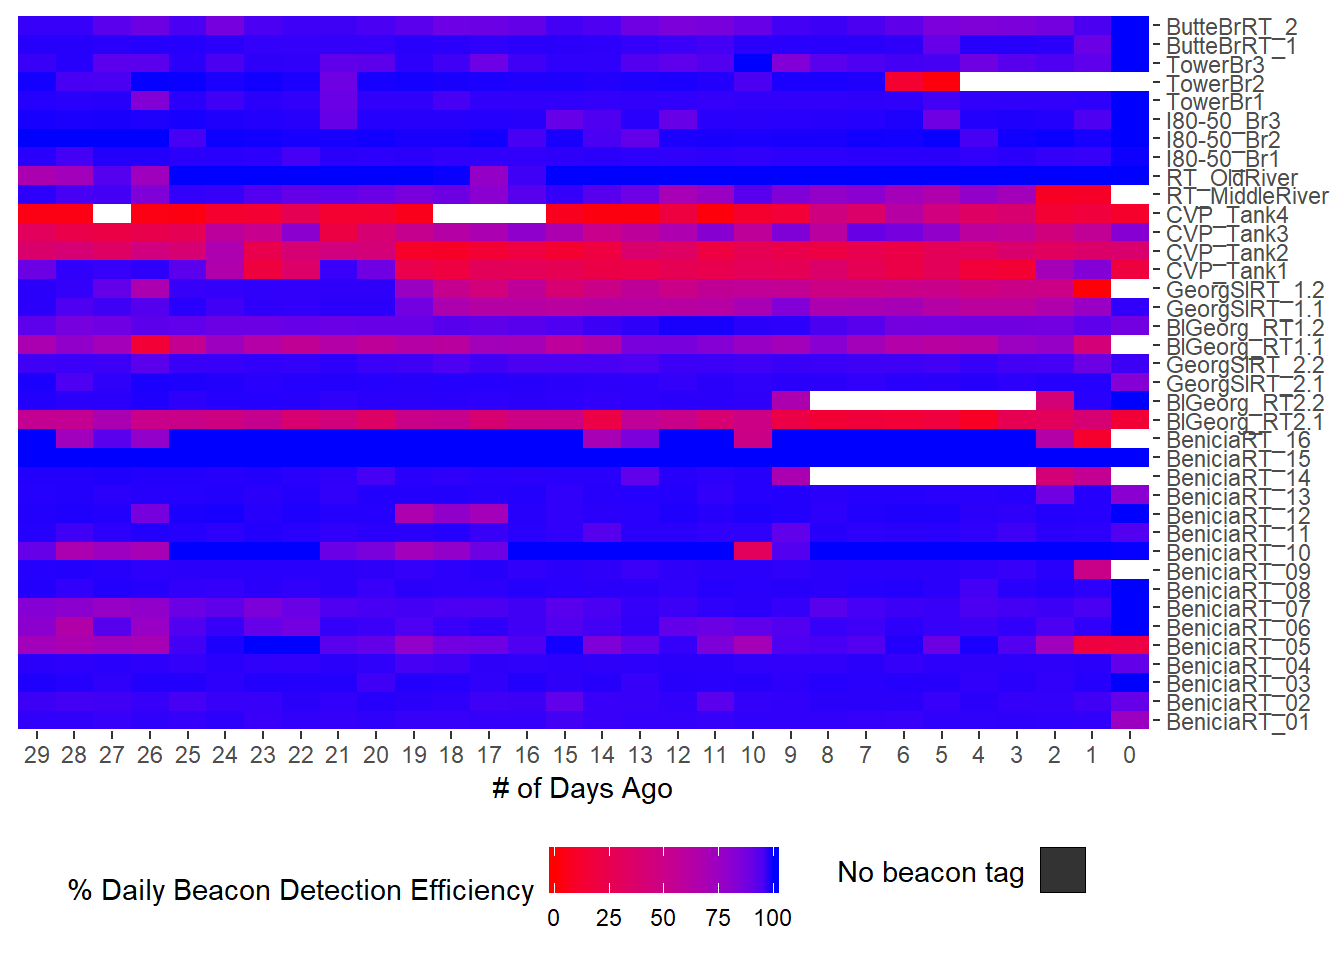 ButteBrRT_2
ButteBrRT_1
TowerBr3
TowerBr2
TowerBr1
I80-50_Br3
I80-50_Br2
I80-50_Br1
RT_OldRiver
RT_MiddleRiver
CVP_Tank4
CVP_Tank3
CVP_Tank2
CVP_Tank1
GeorgSlRT_1.2
GeorgSlRT_1.1
BlGeorg_RT1.2
BlGeorg_RT1.1
GeorgSlRT_2.2
GeorgSlRT_2.1
BlGeorg_RT2.2
BlGeorg_RT2.1
BeniciaRT_16
BeniciaRT_15
BeniciaRT_14
BeniciaRT_13
BeniciaRT_12
BeniciaRT_11
BeniciaRT_10
BeniciaRT_09
BeniciaRT_08
BeniciaRT_07
BeniciaRT_06
BeniciaRT_05
BeniciaRT_04
BeniciaRT_03
BeniciaRT_02
BeniciaRT_01
29 28 27 26 25 24 23 22 21 20 19 18 17 16 15 14 13 12 11 10 9 8 7 6 5 4 3 2 1 0
# of Days Ago
% Daily Beacon Detection Efficiency
0 25 50 75 100
No beacon tag